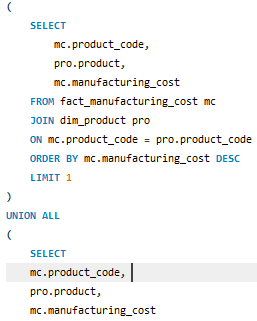 (
SELECT
mc.product_code,
pro.product,
mc.manufacturing_cost
FROM fact_manufacturing_cost mc
JOIN dim_product pro
ON mc.product_code = pro.product_code
ORDER BY mc.manufacturing_cost DESC
LIMIT 1
)
UNION ALL
(
SELECT
mc.product_code,
pro.product,
mc.manufacturing_cost